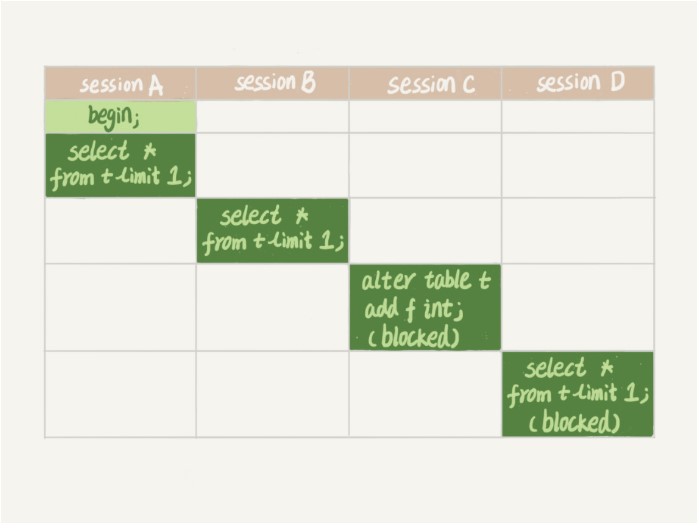 session A
session B
session C
session D
begin;
select *
from t limit 1;
select *
from t limit 1;
alter table t
add f int;
(blocked)
select *
from t limit 1;
(blocked)